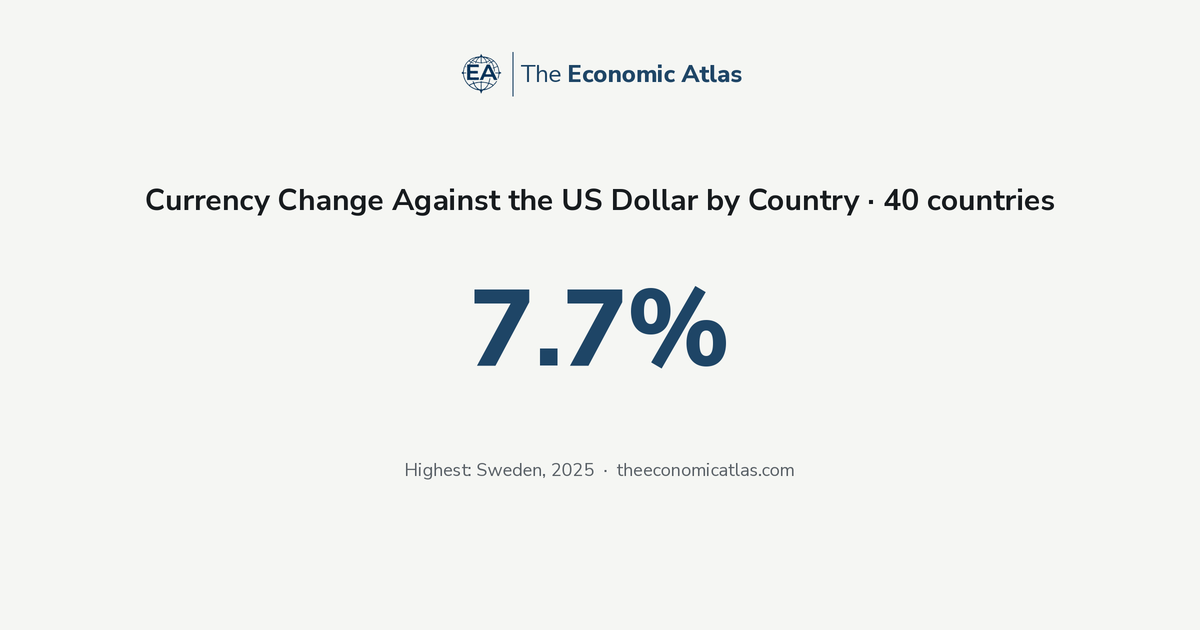 EA The Economic Atlas
Currency Change Against the US Dollar by Country · 40 countries
7.7%
Highest: Sweden, 2025 · theeconomicatlas.com